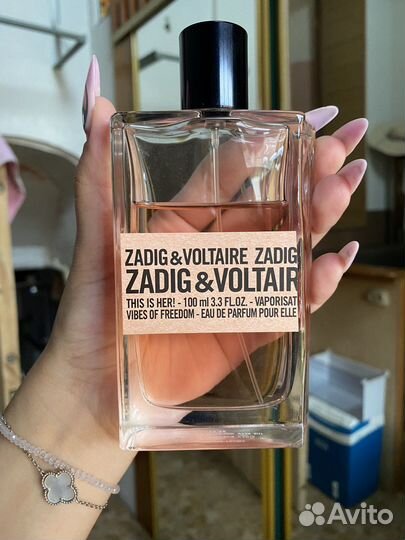 ZADIG&VOLTAIRE ZADIG
ZADIG&VOLTAIR
THIS IS HER! - 100 ml 3.3 FL.OZ. - VAPORISAT
VIBES OF FREEDOM - EAU DE PARFUM POUR ELLE
Avito